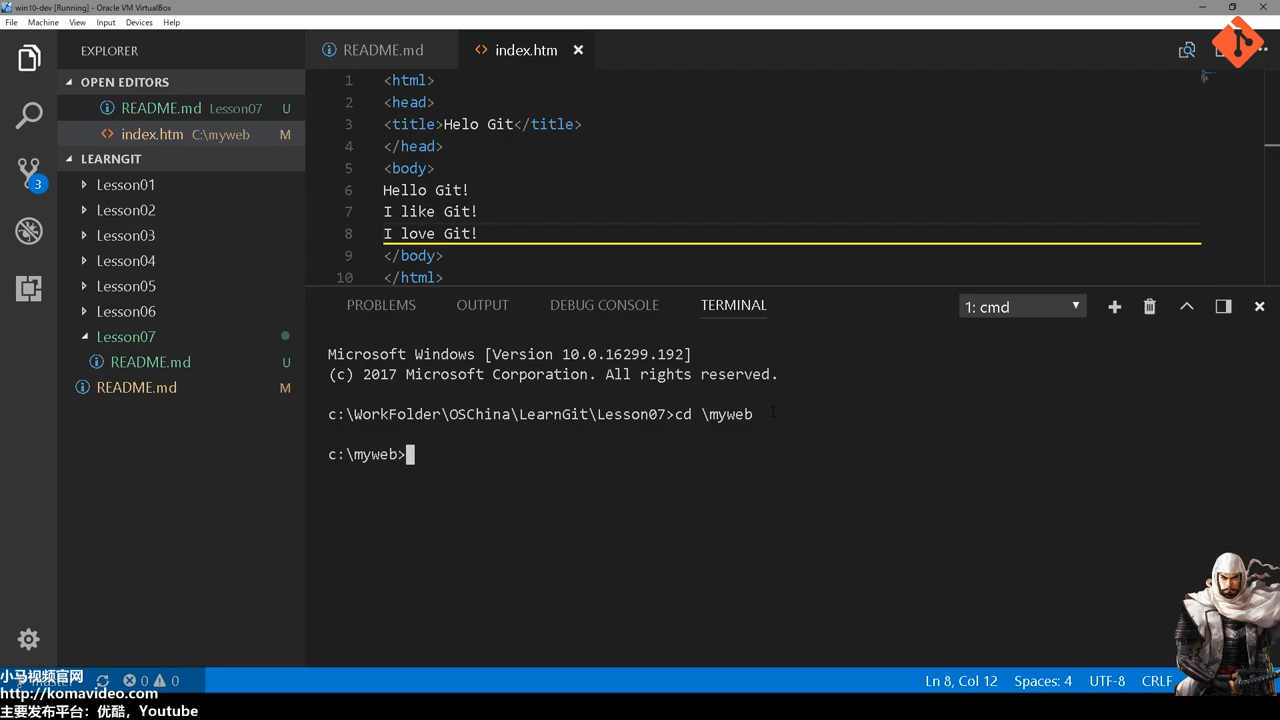 win10-dev [Running] - Oracle VM VirtualBox
File Machine View Input Devices Help
EXPLORER
OPEN EDITORS
README.md Lesson07 U
index.htm C:\myweb M
LEARNGIT
Lesson01
Lesson02
Lesson03
Lesson04
Lesson05
Lesson06
Lesson07
README.md U
README.md M
3
README.md index.htm
1 <html>
2 <head>
3 <title>Helo Git</title>
4 </head>
5 <body>
6 Hello Git!
7 I like Git!
8 I love Git!
9 </body>
10 </html>
PROBLEMS OUTPUT DEBUG CONSOLE TERMINAL 1: cmd
Microsoft Windows [Version 10.0.16299.192]
(c) 2017 Microsoft Corporation. All rights reserved.
c:\WorkFolder\OSChina\LearnGit\Lesson07>cd \myweb
c:\myweb>
0 0 Ln 8, Col 12 Spaces: 4 UTF-8 CRLF
小马视频官网
http://komavideo.com
主要发布平台：优酷，Youtube